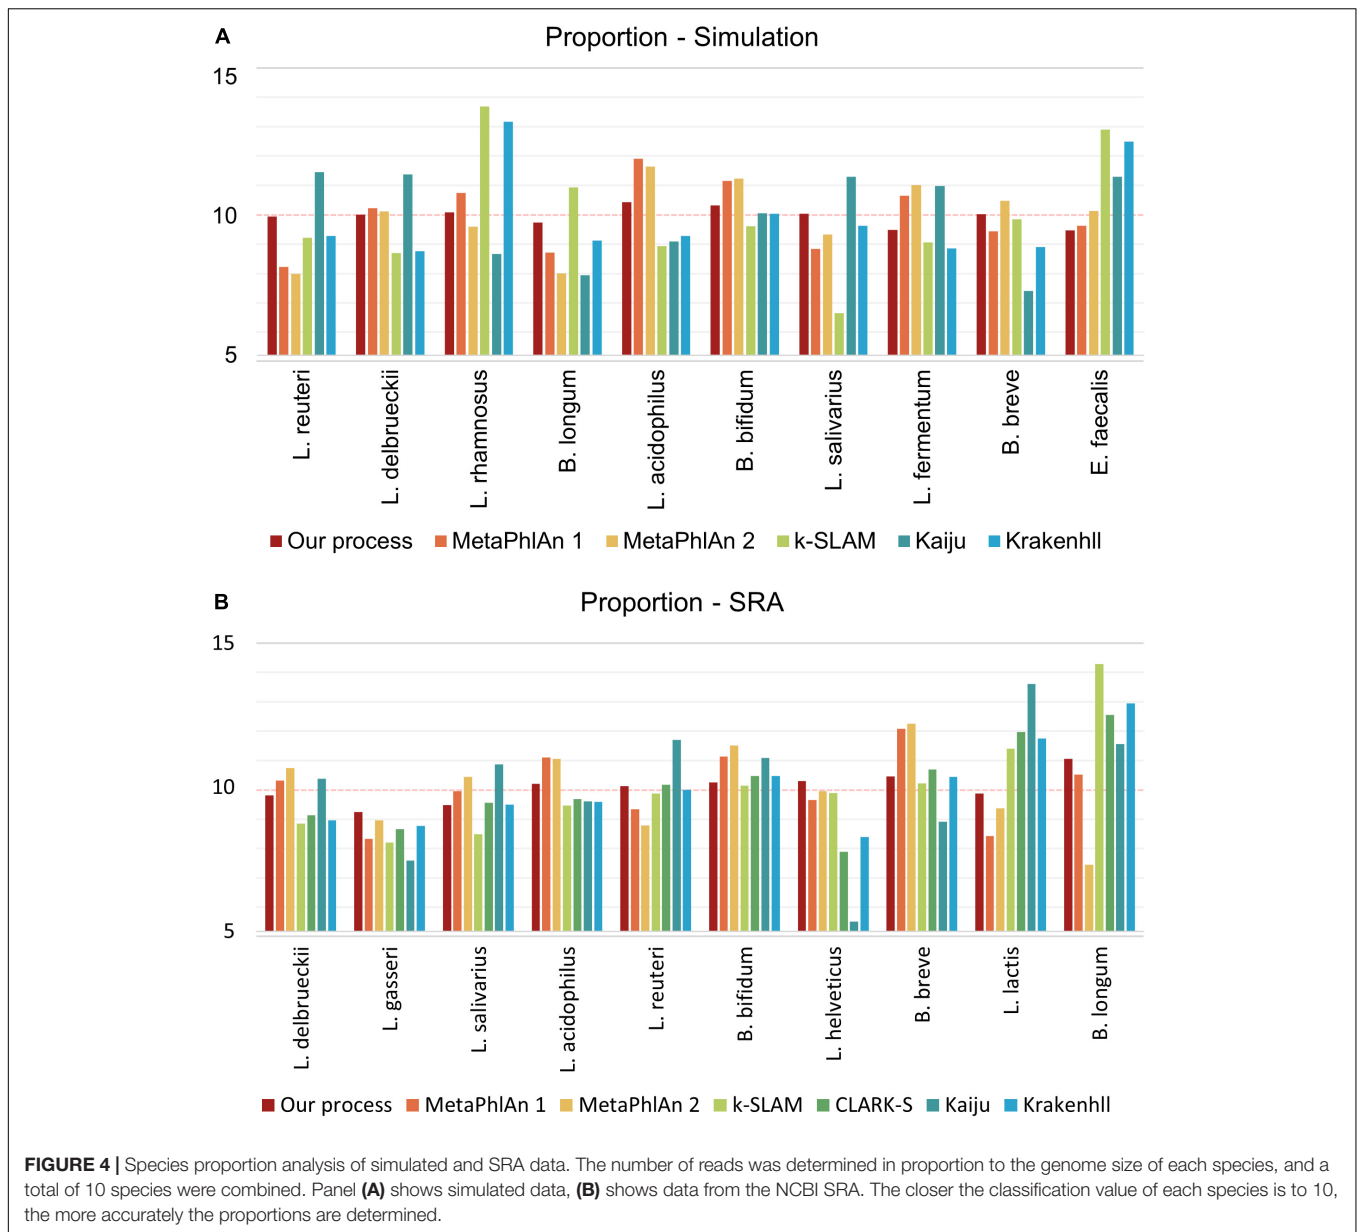 A
Proportion - Simulation
15
10
5
L. reuteri
L. delbrueckii
L. rhamnosus
B. longum
L. acidophilus
B. bifidum
L. salivarius
L. fermentum
B. breve
E. faecalis
Our process MetaPhlAn 1 MetaPhlAn 2 k-SLAM Kaiju Krakenhll
B
Proportion - SRA
15
10
5
L. delbrueckii
L. gasseri
L. salivarius
L. acidophilus
L. reuteri
B. bifidum
L. helveticus
B. breve
L. lactis
B. longum
Our process MetaPhlAn 1 MetaPhlAn 2 k-SLAM CLARK-S Kaiju Krakenhll
FIGURE 4 | Species proportion analysis of simulated and SRA data. The number of reads was determined in proportion to the genome size of each species, and a
total of 10 species were combined. Panel (A) shows simulated data, (B) shows data from the NCBI SRA. The closer the classification value of each species is to 10,
the more accurately the proportions are determined.